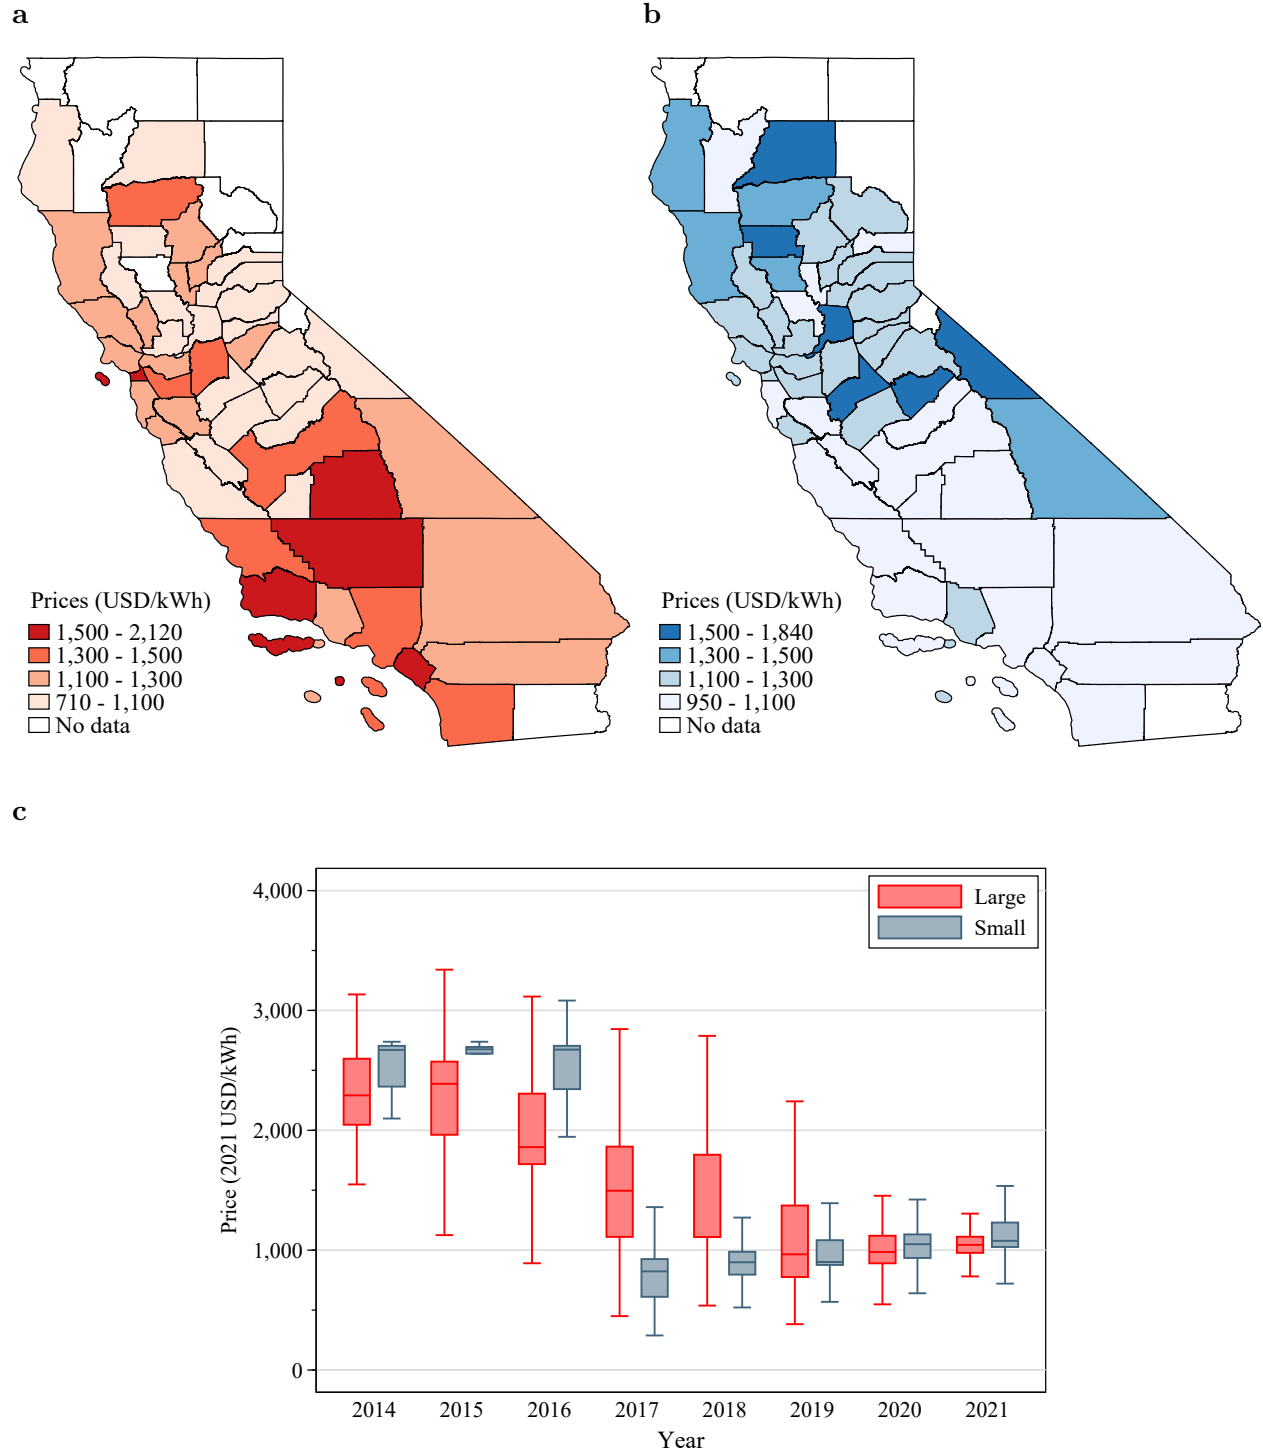 a
b
Prices (USD/kWh)
1,500 - 2,120
1,300 - 1,500
1,100 - 1,300
710 - 1,100
No data
Prices (USD/kWh)
1,500 - 1,840
1,300 - 1,500
1,100 - 1,300
950 - 1,100
No data
c
Large
Small
4,000
3,000
2,000
1,000
0
Price (2021 USD/kWh)
2014 2015 2016 2017 2018 2019 2020 2021
Year